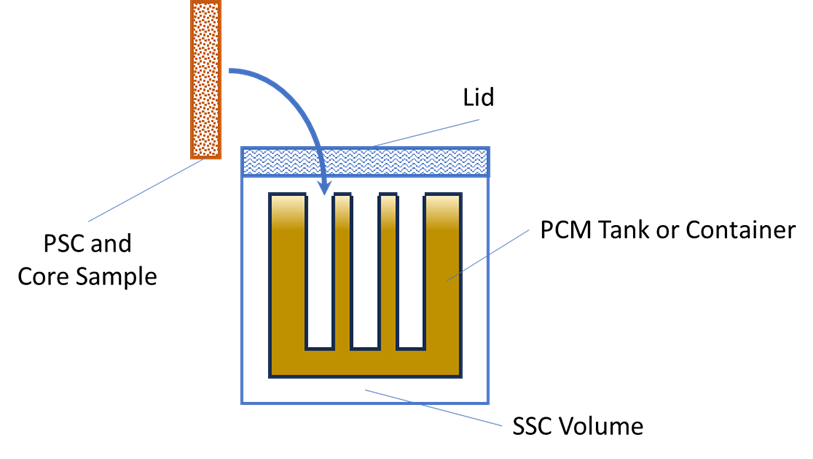 Lid
PSC and
Core Sample
PCM Tank or Container
SSC Volume